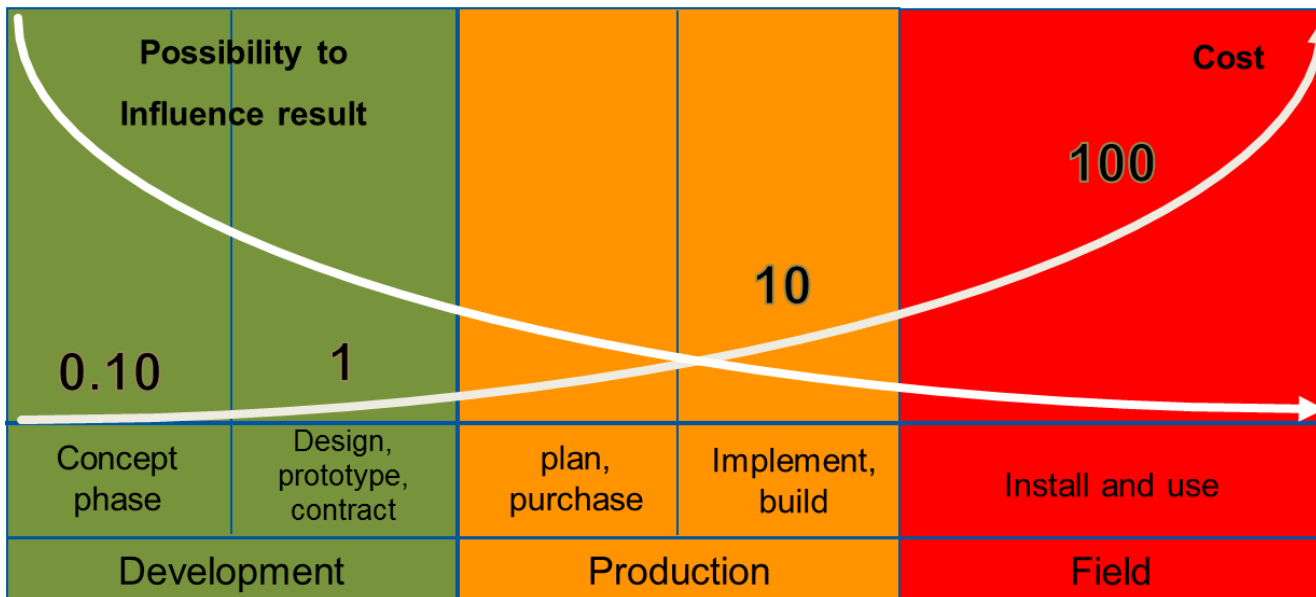 Possibility to
Influence result
Cost
100
10
0.10
1
Concept
phase
Design,
prototype,
contract
plan,
purchase
Implement,
build
Install and use
Development
Production
Field